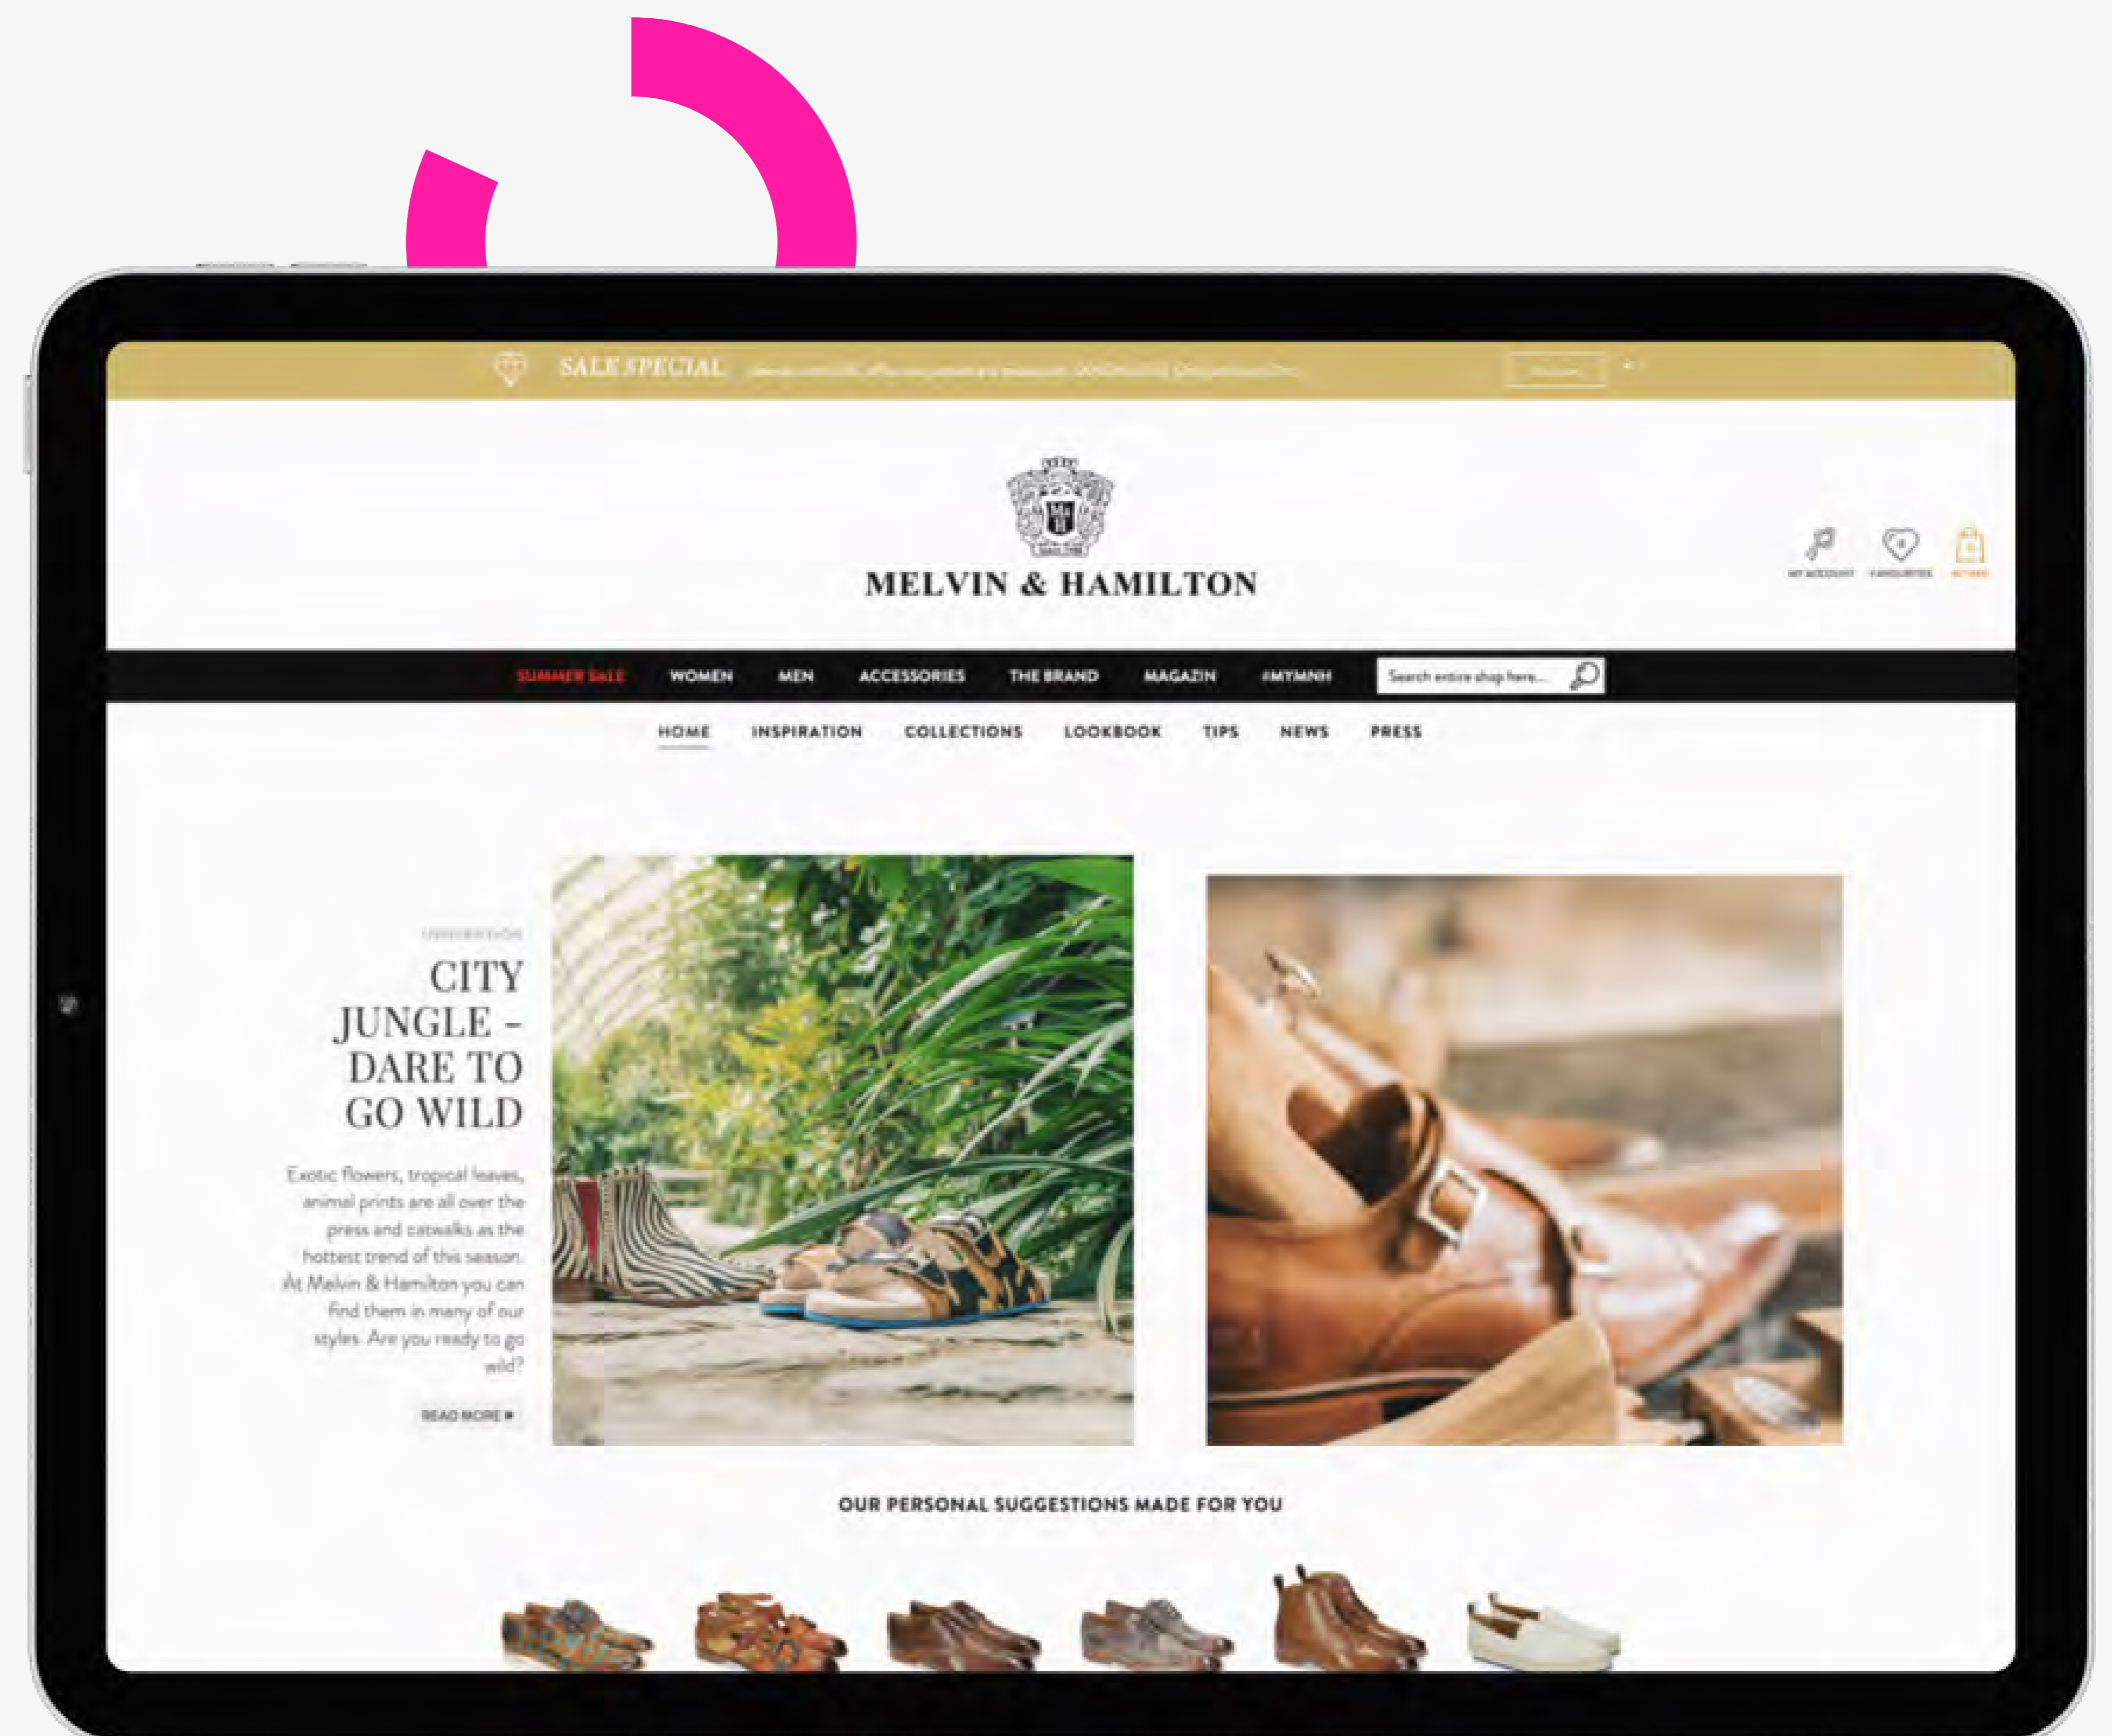 SALE SPECIAL
MELVIN & HAMILTON
MY ACCOUNT FAVOURITES
SUMMER SALE WOMEN MEN ACCESSORIES THE BRAND MAGAZIN #MYMNH Search entire shop here...
HOME INSPIRATION COLLECTIONS LOOKBOOK TIPS NEWS PRESS
INSPIRATION
CITY
JUNGLE –
DARE TO
GO WILD
Exotic flowers, tropical leaves,
animal prints are all over the
press and catwalks as the
hottest trend of this season.
At Melvin & Hamilton you can
find them in many of our
styles. Are you ready to go
wild?
READ MORE »
OUR PERSONAL SUGGESTIONS MADE FOR YOU